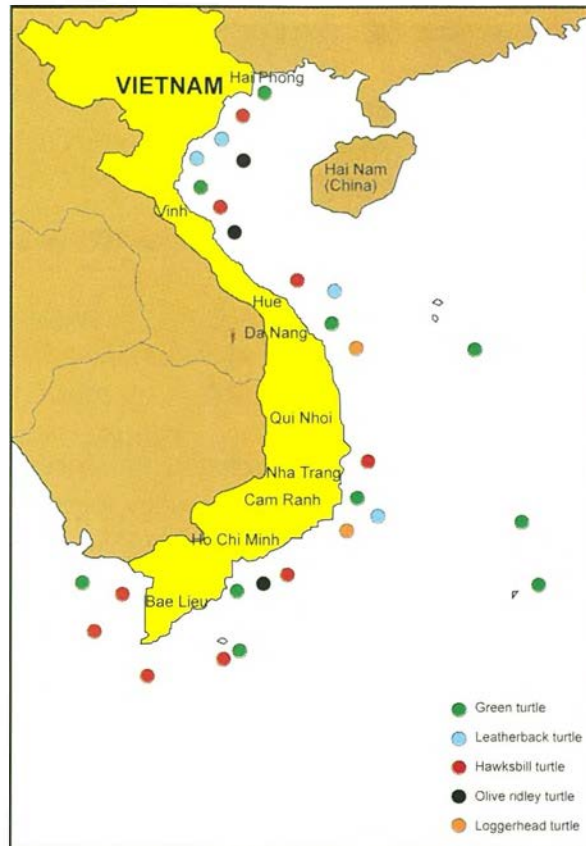 VIETNAM
Hai Phong
Hai Nam
(China)
Vinh
Hue
Da Nang
Qui Nhoi
Nha Trang
Cam Ranh
Ho Chi Minh
Bae Lieu
Green turtle
Leatherback turtle
Hawksbill turtle
Olive ridley turtle
Loggerhead turtle